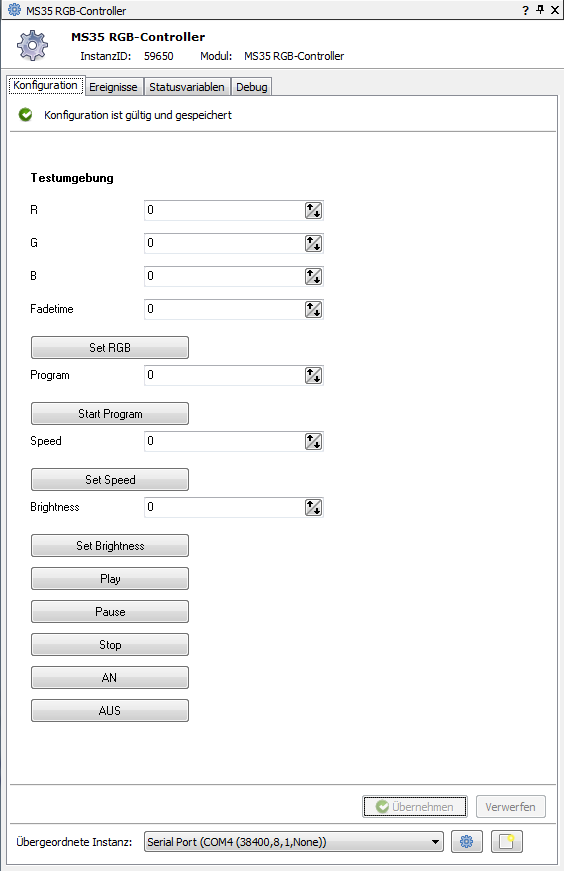 MS35 RGB-Controller
MS35 RGB-Controller
InstanzID: 59650 Modul: MS35 RGB-Controller
Konfiguration Ereignisse Statusvariablen Debug
Konfiguration ist gültig und gespeichert
Testumgebung
R 0
G 0
B 0
Fadetime 0
Set RGB
Program 0
Start Program
Speed 0
Set Speed
Brightness 0
Set Brightness
Play
Pause
Stop
AN
AUS
Übernehmen Verwerfen
Übergeordnete Instanz: Serial Port (COM4 (38400,8,1,None))